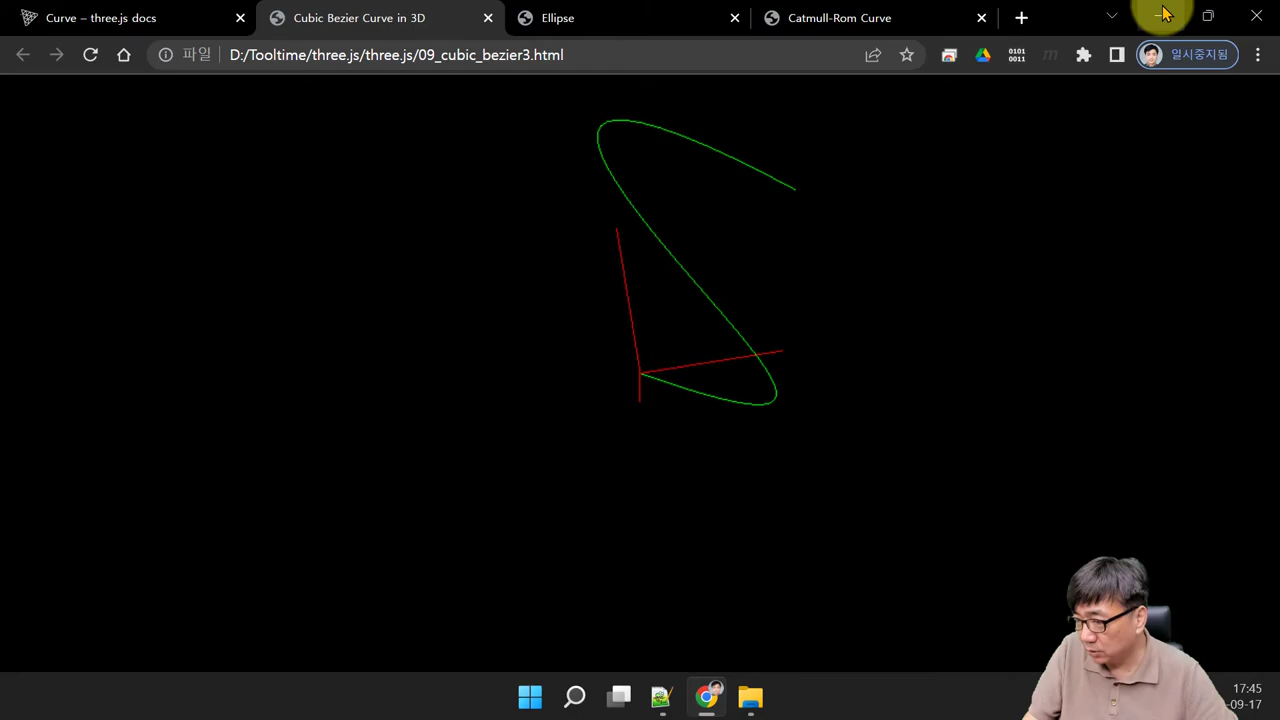 Curve – three.js docs
Cubic Bezier Curve in 3D
Ellipse
Catmull-Rom Curve
파일
D:/Tooltime/three.js/three.js/09_cubic_bezier3.html
0101
0011
m
일시중지됨
17:45
-09-17